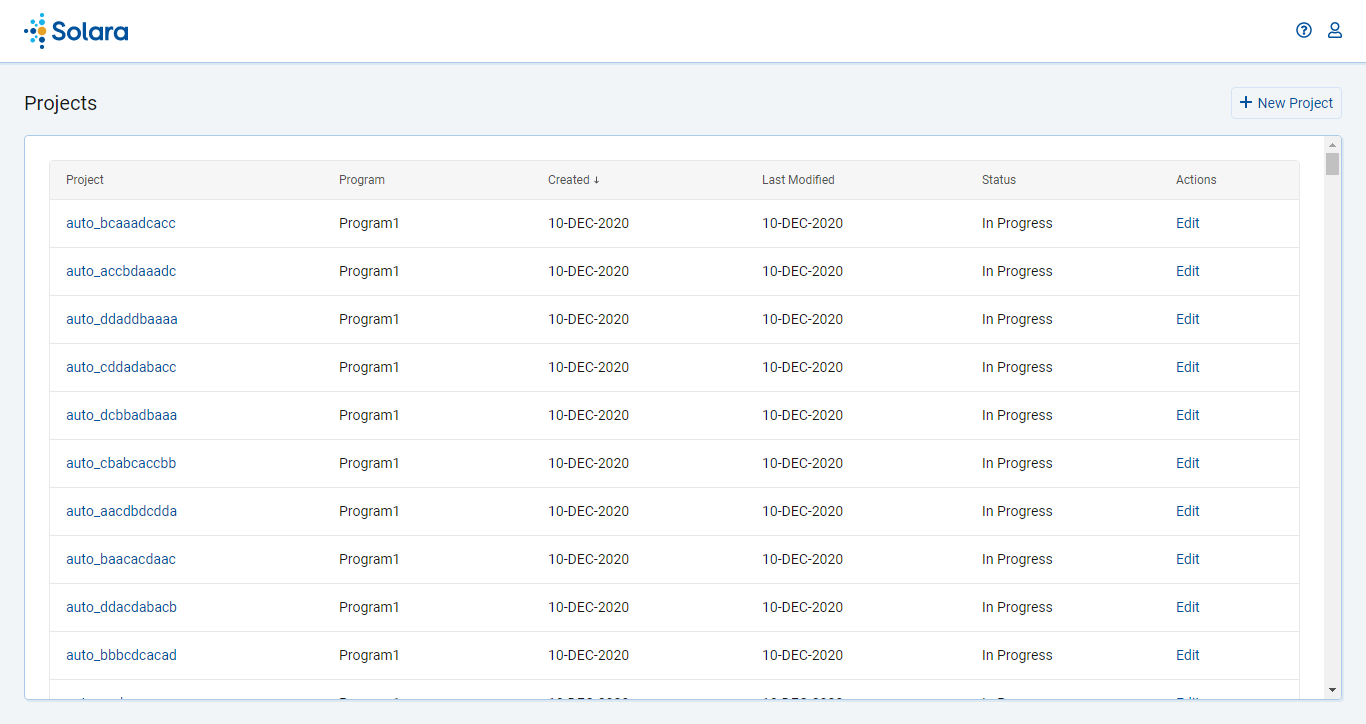 Solara
Projects
New Project
Project Program Created ↓ Last Modified Status Actions
auto_bcaaadcacc Program1 10-DEC-2020 10-DEC-2020 In Progress Edit
auto_accbdaaadc Program1 10-DEC-2020 10-DEC-2020 In Progress Edit
auto_ddaddbaaaa Program1 10-DEC-2020 10-DEC-2020 In Progress Edit
auto_cddadabacc Program1 10-DEC-2020 10-DEC-2020 In Progress Edit
auto_dcbbadbaaa Program1 10-DEC-2020 10-DEC-2020 In Progress Edit
auto_cbabcaccbb Program1 10-DEC-2020 10-DEC-2020 In Progress Edit
auto_aacdbdcdda Program1 10-DEC-2020 10-DEC-2020 In Progress Edit
auto_baacacdaac Program1 10-DEC-2020 10-DEC-2020 In Progress Edit
auto_ddacdabacb Program1 10-DEC-2020 10-DEC-2020 In Progress Edit
auto_bbbcdcacad Program1 10-DEC-2020 10-DEC-2020 In Progress Edit